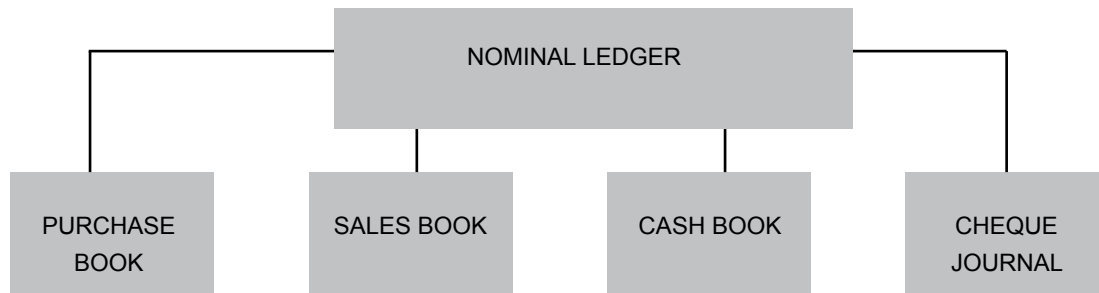 NOMINAL LEDGER
PURCHASE
BOOK
SALES BOOK
CASH BOOK
CHEQUE
JOURNAL